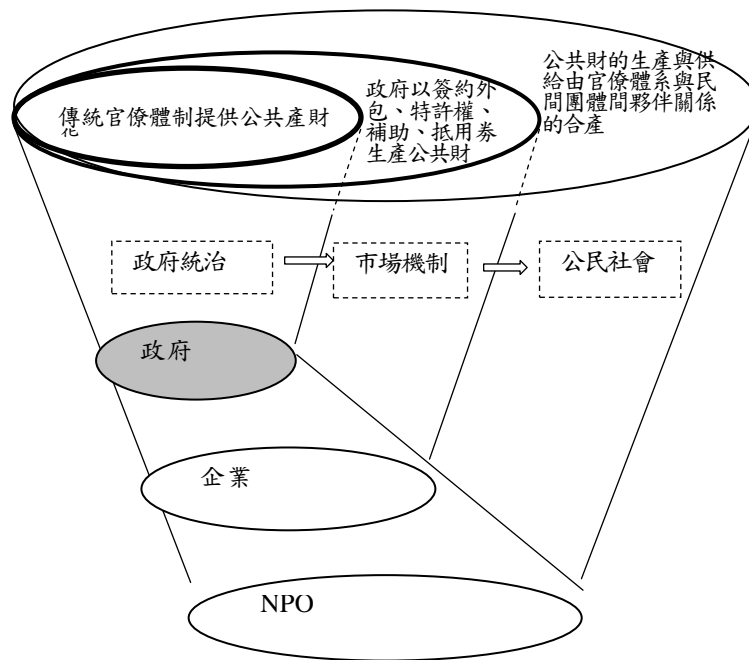 傳統官僚體制提供公共產財
化
政府以簽約外
包、特許權、
補助、抵用券
生產公共財
公共財的生產與供
給由官僚體系與民
間團體間夥伴關係
的合產
政府統治
市場機制
公民社會
政府
企業
NPO